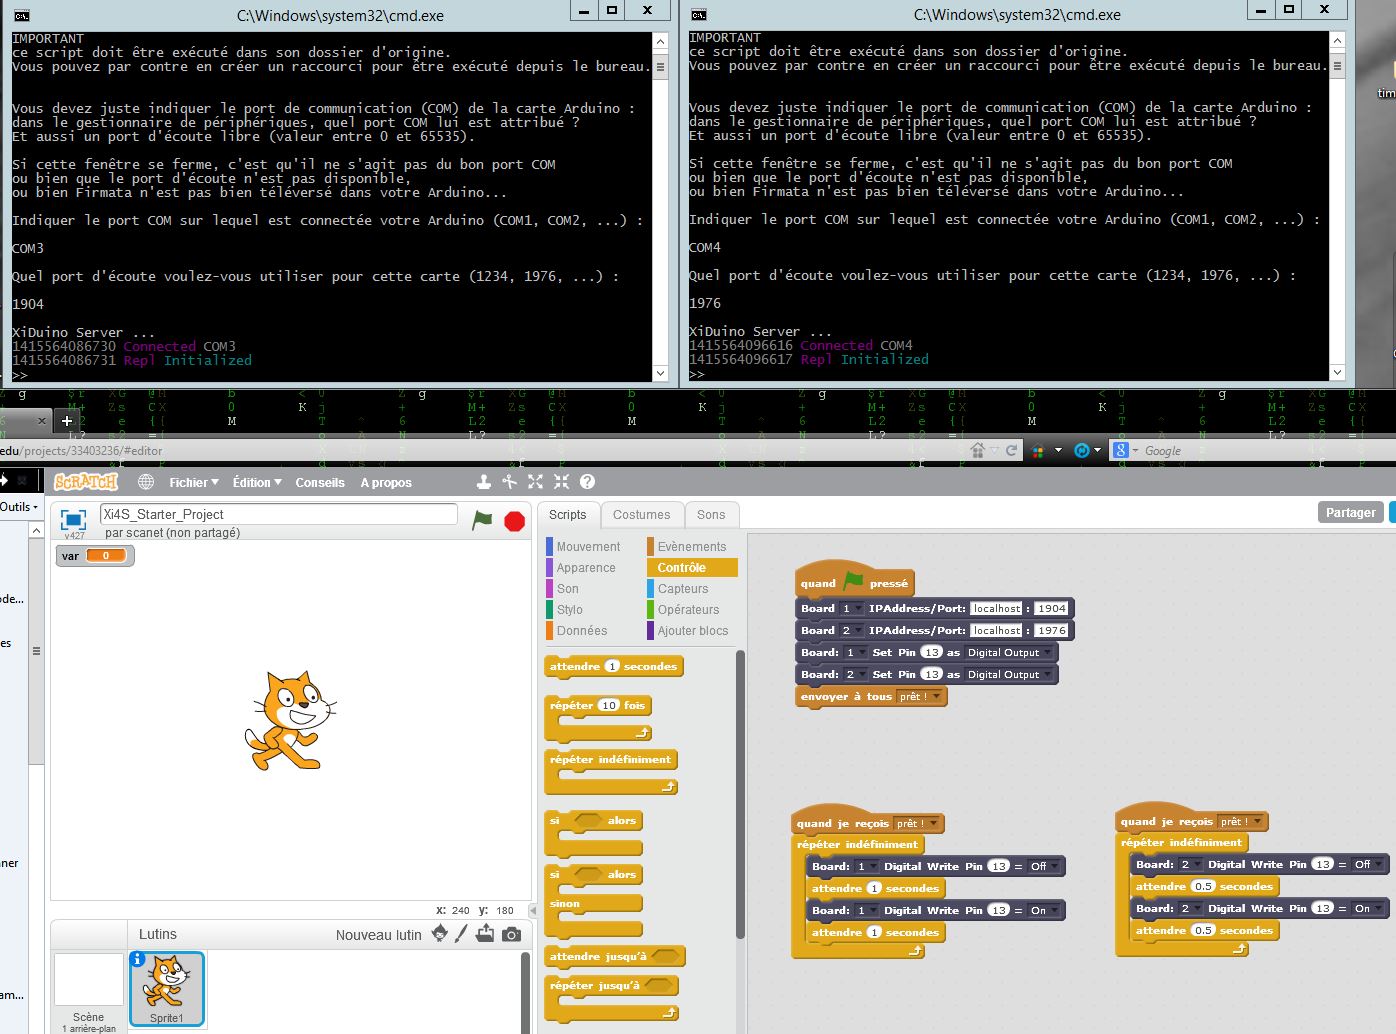 C:\Windows\system32\cmd.exe
IMPORTANT
ce script doit être exécuté dans son dossier d'origine.
Vous pouvez par contre en créer un raccourci pour être exécuté depuis le bureau.
Vous devez juste indiquer le port de communication (COM) de la carte Arduino :
dans le gestionnaire de périphériques, quel port COM lui est attribué ?
Et aussi un port d'écoute libre (valeur entre 0 et 65535).
Si cette fenêtre se ferme, c'est qu'il ne s'agit pas du bon port COM
ou bien que le port d'écoute n'est pas disponible,
ou bien Firmata n'est pas bien téléversé dans votre Arduino...
Indiquer le port COM sur lequel est connectée votre Arduino (COM1, COM2, ...) :
COM3
Quel port d'écoute voulez-vous utiliser pour cette carte (1234, 1976, ...) :
1904
XiDuino Server ...
1415564086730 Connected COM3
1415564086731 Repl Initialized
>>
C:\Windows\system32\cmd.exe
IMPORTANT
ce script doit être exécuté dans son dossier d'origine.
Vous pouvez par contre en créer un raccourci pour être exécuté depuis le bureau.
Vous devez juste indiquer le port de communication (COM) de la carte Arduino :
dans le gestionnaire de périphériques, quel port COM lui est attribué ?
Et aussi un port d'écoute libre (valeur entre 0 et 65535).
Si cette fenêtre se ferme, c'est qu'il ne s'agit pas du bon port COM
ou bien que le port d'écoute n'est pas disponible,
ou bien Firmata n'est pas bien téléversé dans votre Arduino...
Indiquer le port COM sur lequel est connectée votre Arduino (COM1, COM2, ...) :
COM4
Quel port d'écoute voulez-vous utiliser pour cette carte (1234, 1976, ...) :
1976
XiDuino Server ...
1415564096616 Connected COM4
1415564096617 Repl Initialized
>>
tim
edu/projects/33403236/#editor
Google
Outils
ode...
es
nner
am...
SCRATCH
Fichier Édition Conseils A propos
v427
Xi4S_Starter_Project
par scanet (non partagé)
var 0
x: 240 y: 180
Lutins
Nouveau lutin
Scène
1 arrière-plan
Sprite1
Scripts Costumes Sons
Partager
Mouvement Evènements
Apparence Contrôle
Son Capteurs
Stylo Opérateurs
Données Ajouter blocs
attendre 1 secondes
répéter 10 fois
répéter indéfiniment
si alors
si alors
sinon
attendre jusqu'à
répéter jusqu'à
quand pressé
Board 1 IPAddress/Port: localhost : 1904
Board 2 IPAddress/Port: localhost : 1976
Board: 1 Set Pin 13 as Digital Output
Board: 2 Set Pin 13 as Digital Output
envoyer à tous prêt !
quand je reçois prêt !
répéter indéfiniment
Board: 1 Digital Write Pin 13 = Off
attendre 1 secondes
Board: 1 Digital Write Pin 13 = On
attendre 1 secondes
quand je reçois prêt !
répéter indéfiniment
Board: 2 Digital Write Pin 13 = Off
attendre 0.5 secondes
Board: 2 Digital Write Pin 13 = On
attendre 0.5 secondes